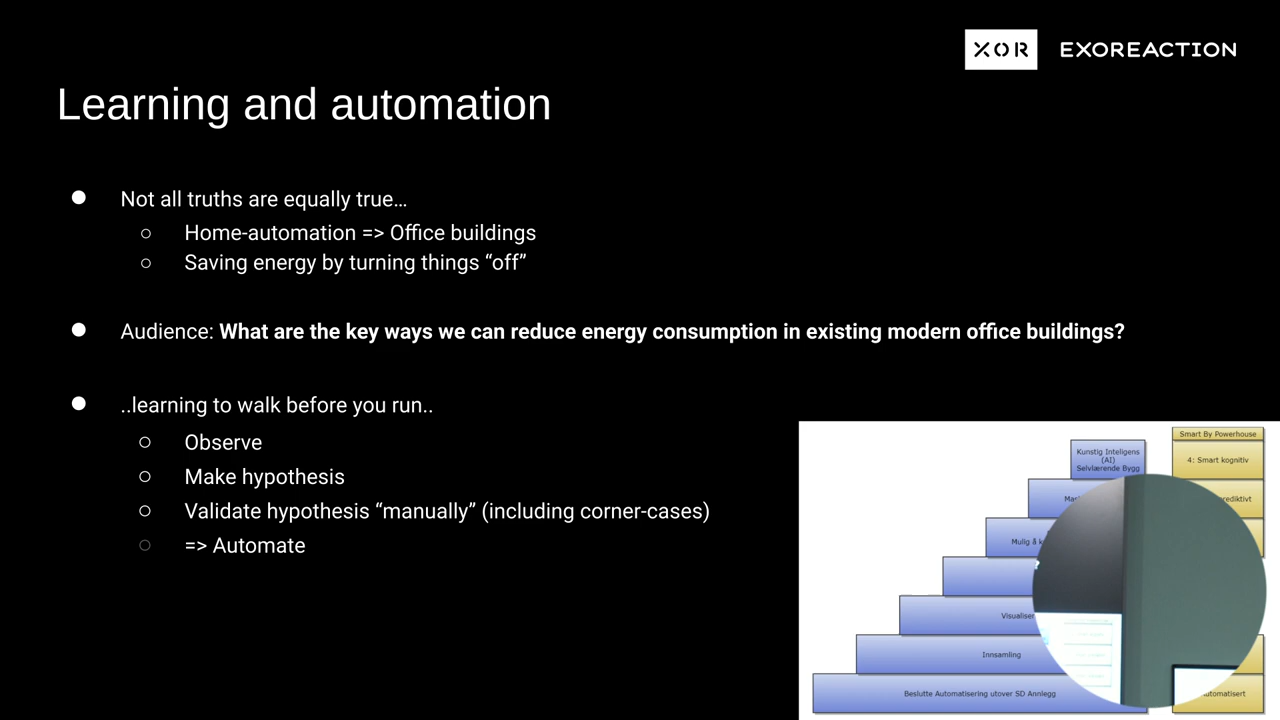 XOR EXOREACTION
Learning and automation
● Not all truths are equally true…
○ Home-automation => Office buildings
○ Saving energy by turning things “off”
● Audience: What are the key ways we can reduce energy consumption in existing modern office buildings?
● ..learning to walk before you run..
○ Observe
○ Make hypothesis
○ Validate hypothesis “manually” (including corner-cases)
○ => Automate
Smart By Powerhouse
Kunstig Inteligens
(AI)
Selvlærende Bygg
4: Smart kognitiv
Mulig å
Innsamling
Beslutte Automatisering utover SD Annlegg